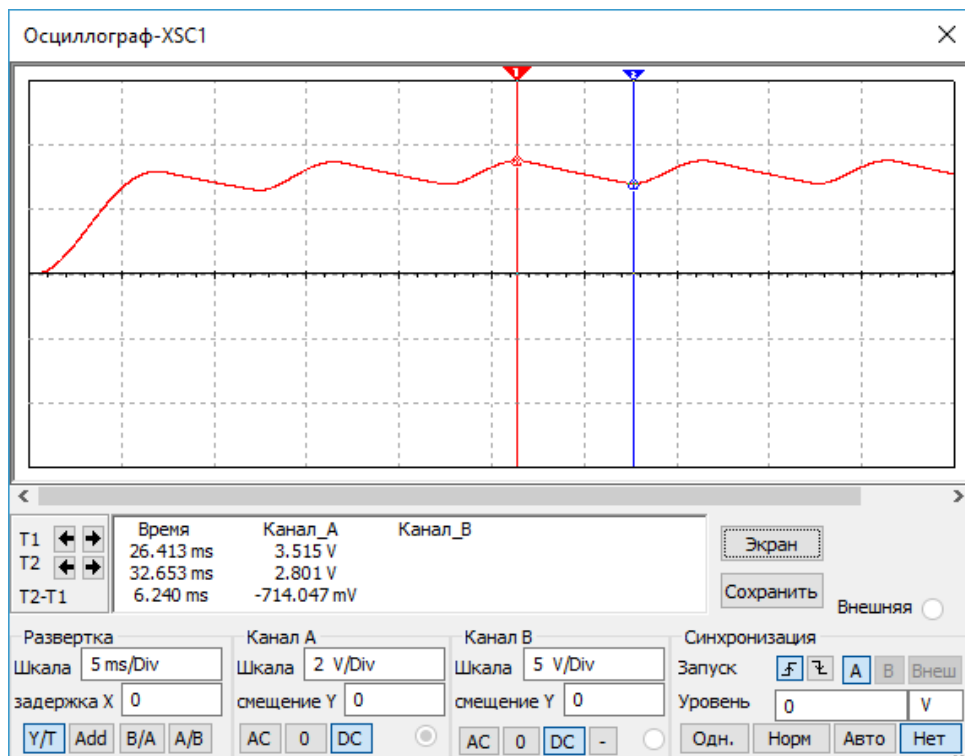 Осциллограф-XSC1
1 2
T1
T2
T2-T1
Время Канал_A Канал_B
26.413 ms 3.515 V
32.653 ms 2.801 V
6.240 ms -714.047 mV
Экран
Сохранить
Внешняя
Развертка
Шкала 5 ms/Div
задержка X 0
Y/T Add B/A A/B
Канал A
Шкала 2 V/Div
смещение Y 0
AC 0 DC
Канал B
Шкала 5 V/Div
смещение Y 0
AC 0 DC -
Синхронизация
Запуск A B Внеш
Уровень 0 V
Одн. Норм Авто Нет